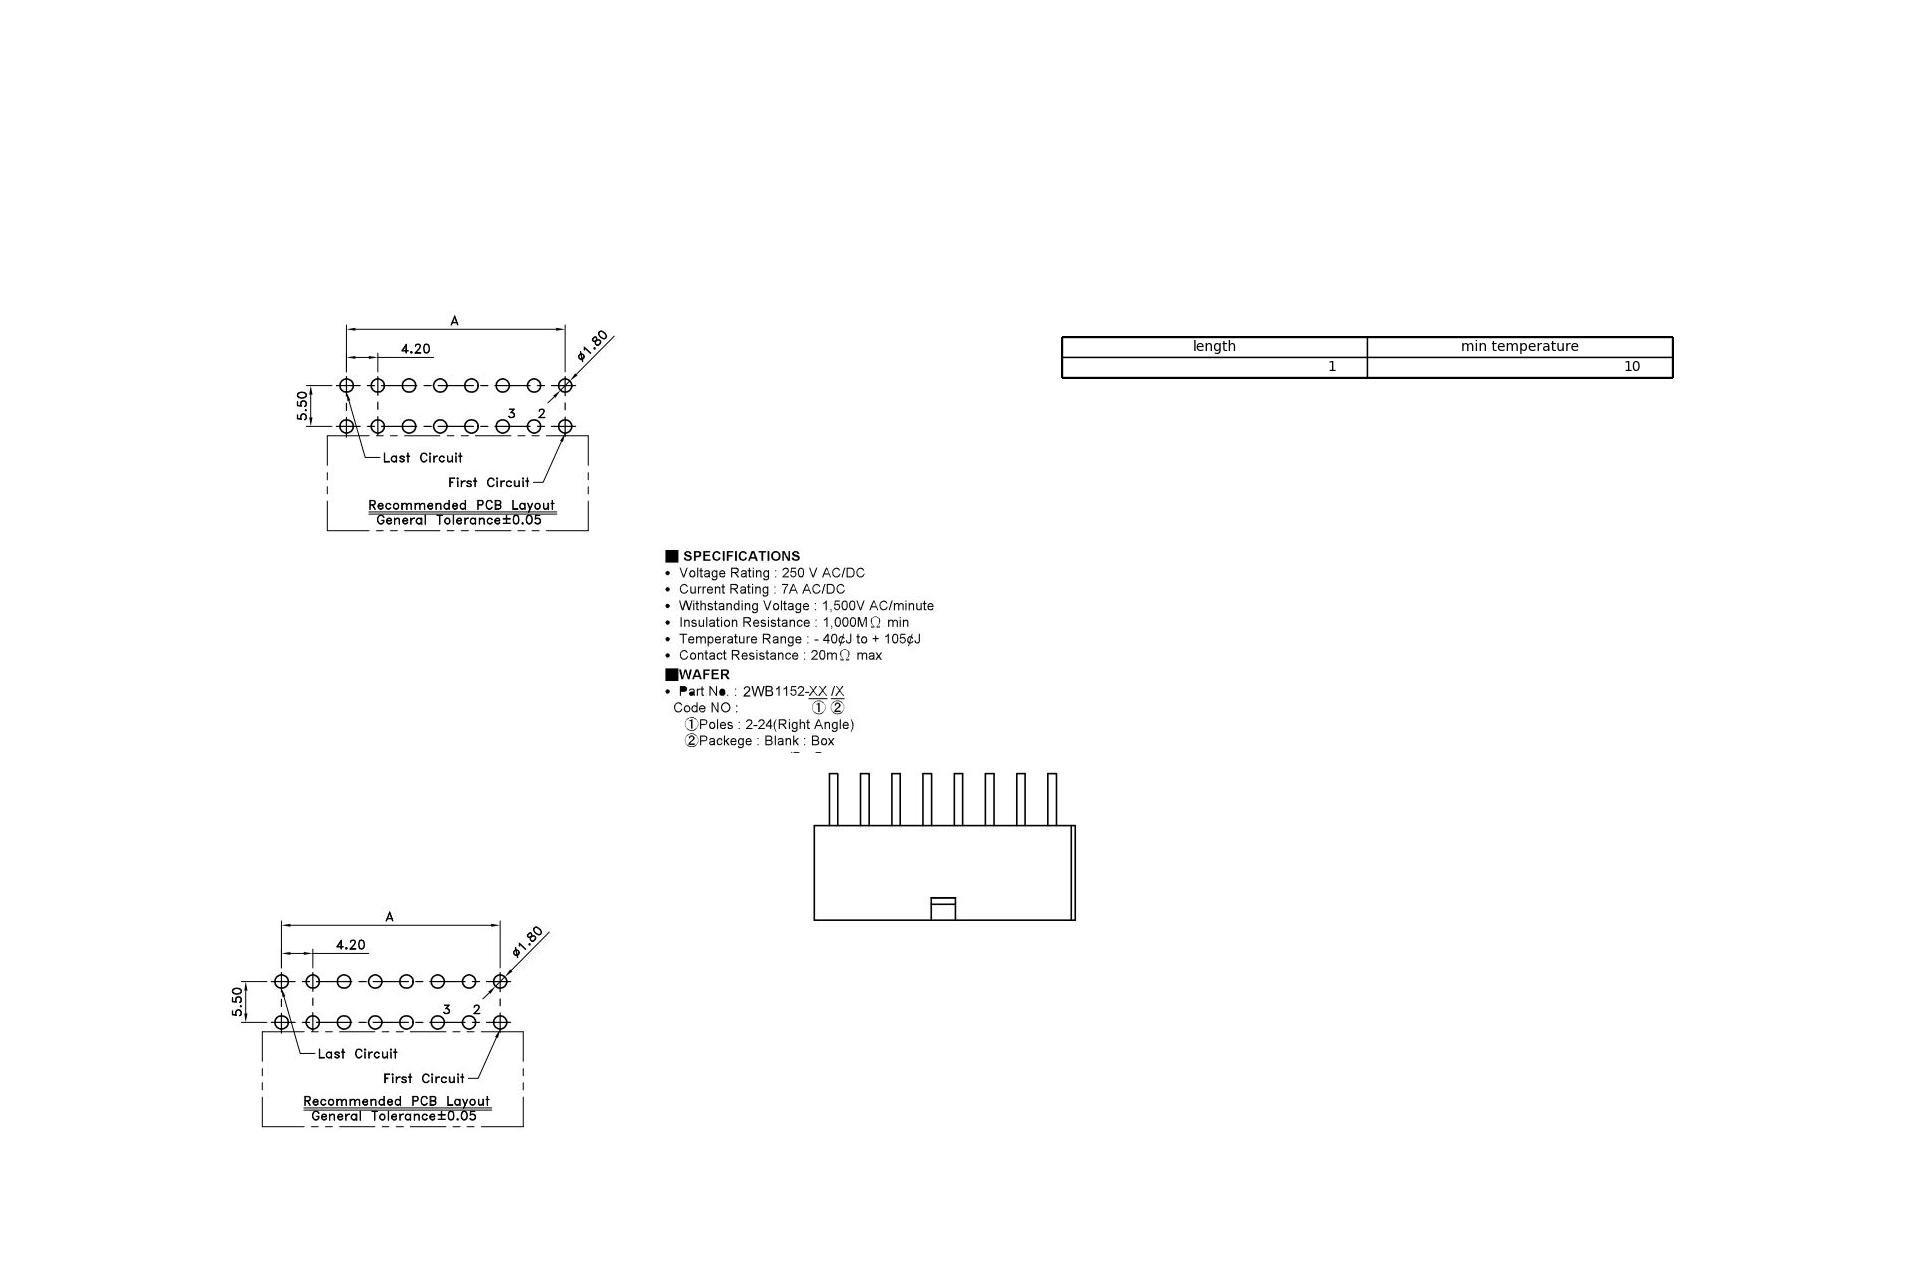 A
4.20
ø1.80
5.50
3 2
Last Circuit
First Circuit
Recommended PCB Layout
General Tolerance±0.05
length min temperature
1 10
■ SPECIFICATIONS
• Voltage Rating : 250 V AC/DC
• Current Rating : 7A AC/DC
• Withstanding Voltage : 1,500V AC/minute
• Insulation Resistance : 1,000MΩ min
• Temperature Range : - 40¢J to + 105¢J
• Contact Resistance : 20mΩ max
■WAFER
• Part No. : 2WB1152-XX /X
Code NO : ① ②
①Poles : 2-24(Right Angle)
②Packege : Blank : Box
A
4.20
ø1.80
5.50
3 2
Last Circuit
First Circuit
Recommended PCB Layout
General Tolerance±0.05